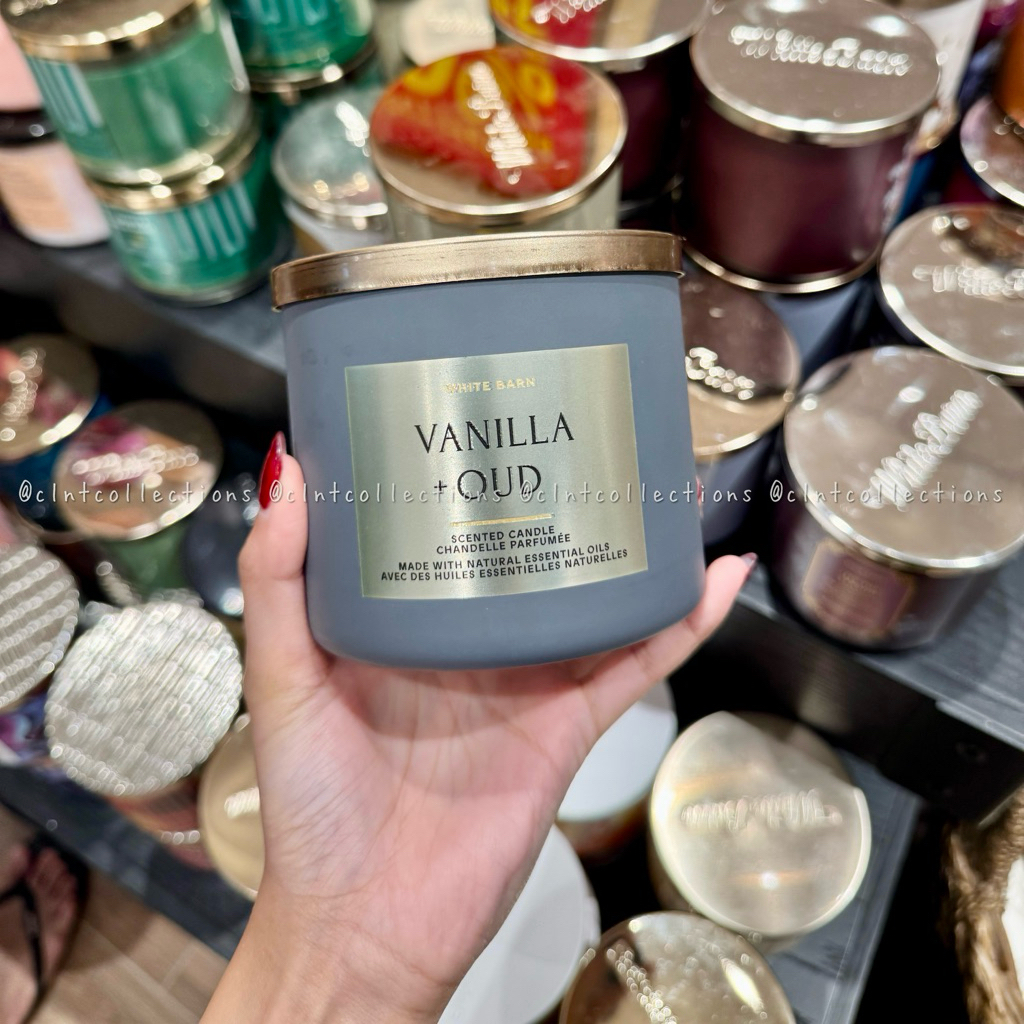 WHITE BARN
VANILLA
+ OUD
@clntcollections @clntcollections @clntcollections @clntcollections
SCENTED CANDLE
CHANDELLE PARFUMÉE
MADE WITH NATURAL ESSENTIAL OILS
AVEC DES HUILES ESSENTIELLES NATURELLES